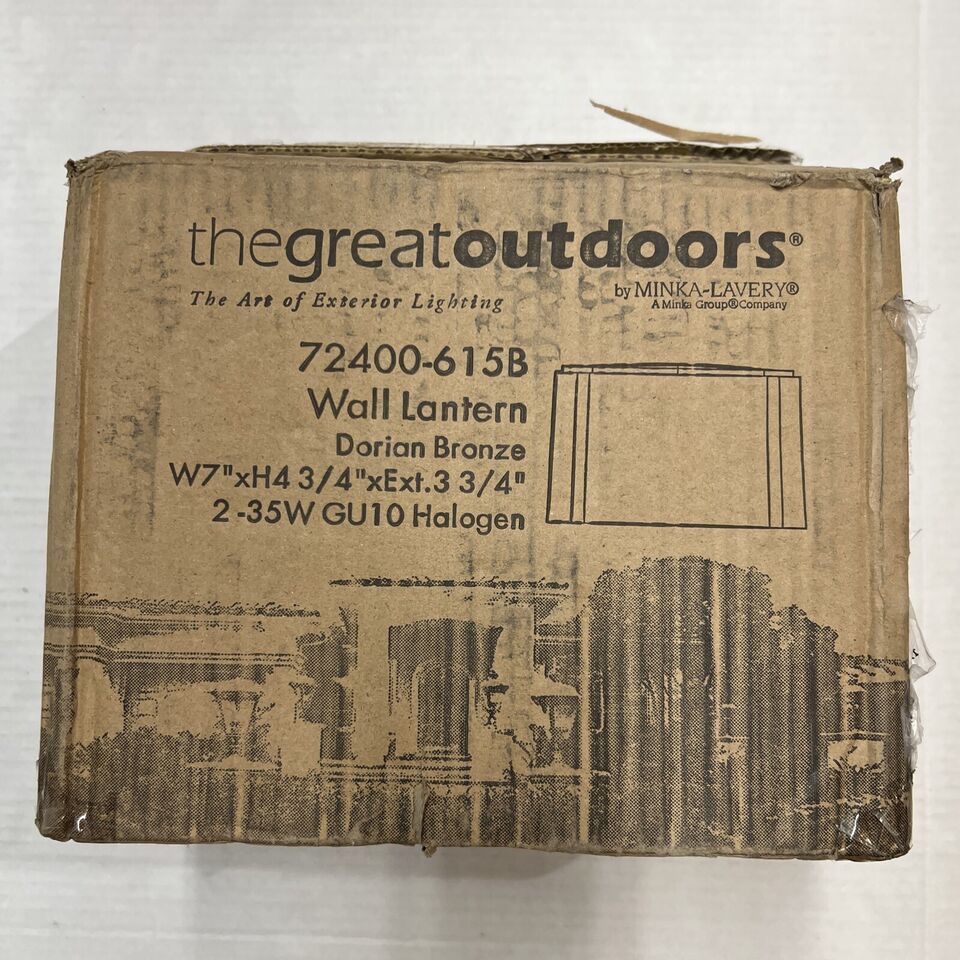 thegreatoutdoors®
by MINKA-LAVERY®
A Minka Group®Company
The Art of Exterior Lighting
72400-615B
Wall Lantern
Dorian Bronze
W7"xH4 3/4"xExt.3 3/4"
2-35W GU10 Halogen